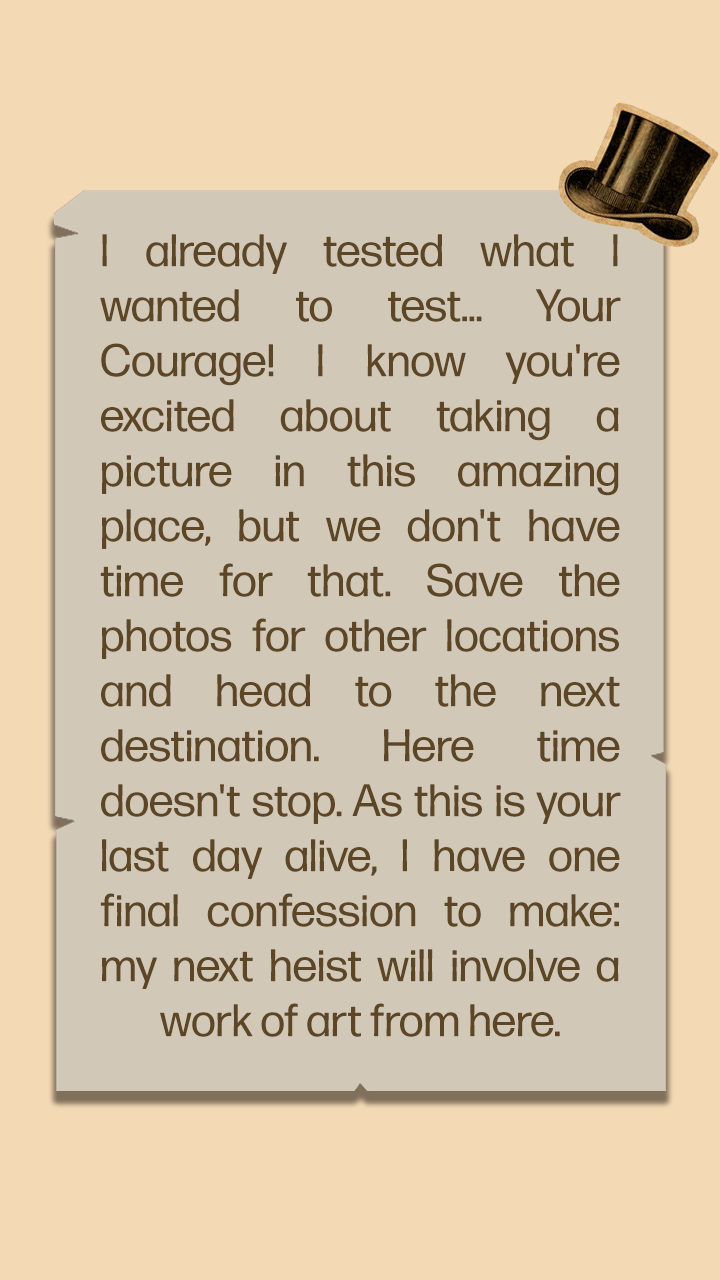 I already tested what I
wanted to test... Your
Courage! I know you're
excited about taking a
picture in this amazing
place, but we don't have
time for that. Save the
photos for other locations
and head to the next
destination. Here time
doesn't stop. As this is your
last day alive, I have one
final confession to make:
my next heist will involve a
work of art from here.